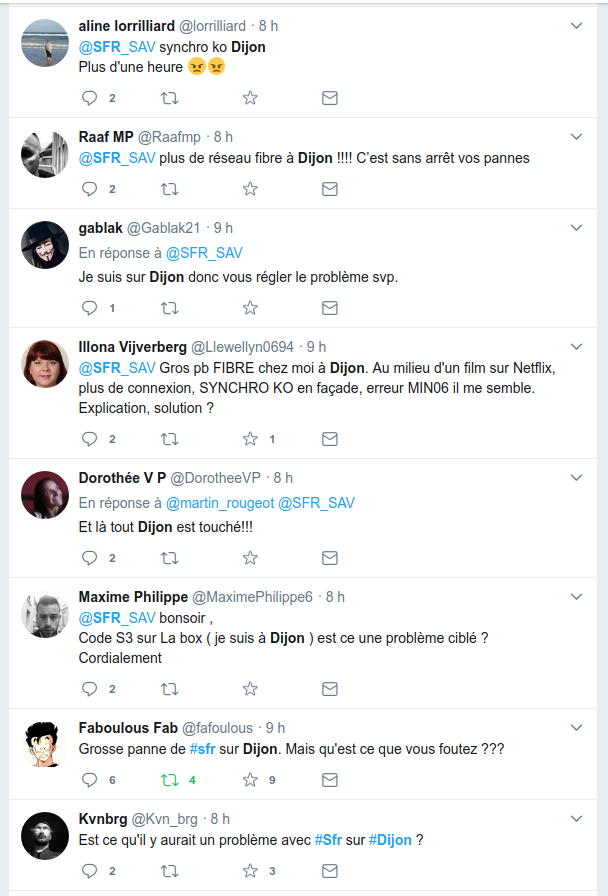 aline lorrilliard @lorrilliard · 8 h
@SFR_SAV synchro ko Dijon
Plus d'une heure 😠😠
2
Raaf MP @Raafmp · 8 h
@SFR_SAV plus de réseau fibre à Dijon !!!! C'est sans arrêt vos pannes
2
gablak @Gablak21 · 9 h
En réponse à @SFR_SAV
Je suis sur Dijon donc vous régler le problème svp.
1
Illona Vijverberg @Llewellyn0694 · 9 h
@SFR_SAV Gros pb FIBRE chez moi à Dijon. Au milieu d'un film sur Netflix,
plus de connexion, SYNCHRO KO en façade, erreur MIN06 il me semble.
Explication, solution ?
2 1
Dorothée V P @DorotheeVP · 8 h
En réponse à @martin_rougeot @SFR_SAV
Et là tout Dijon est touché!!!
2
Maxime Philippe @MaximePhilippe6 · 8 h
@SFR_SAV bonsoir ,
Code S3 sur La box ( je suis à Dijon ) est ce une problème ciblé ?
Cordialement
2
Faboulous Fab @fafoulous · 9 h
Grosse panne de #sfr sur Dijon. Mais qu'est ce que vous foutez ???
6 4 9
Kvnbrg @Kvn_brg · 8 h
Est ce qu'il y aurait un problème avec #Sfr sur #Dijon ?
2 3